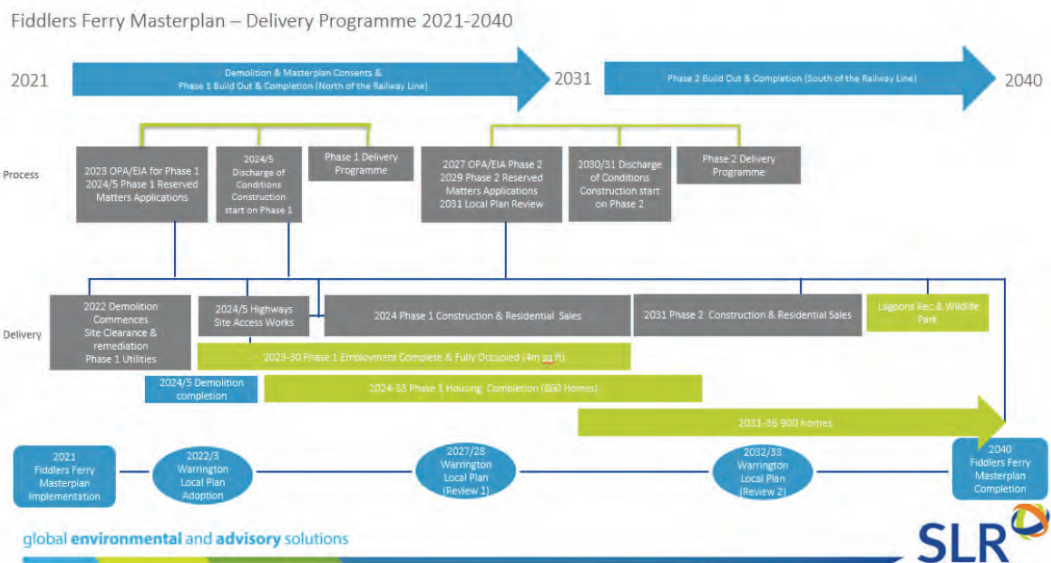 Fiddlers Ferry Masterplan – Delivery Programme 2021-2040
2021
Demolition & Masterplan Consents &
Phase 1 Build Out & Completion (North of the Railway Line)
2031
Phase 2 Build Out & Completion (South of the Railway Line)
2040
Process
2023 OPA/EIA for Phase 1
2024/5 Phase 1 Reserved
Matters Applications
2024/5
Discharge of
Conditions
Construction
start on Phase 1
Phase 1 Delivery
Programme
2027 OPA/EIA Phase 2
2029 Phase 2 Reserved
Matters Applications
2031 Local Plan Review
2030/31 Discharge
of Conditions
Construction start
on Phase 2
Phase 2 Delivery
Programme
Delivery
2022 Demolition
Commences
Site Clearance &
remediation
Phase 1 Utilities
2024/5 Highways
Site Access Works
2024 Phase 1 Construction & Residential Sales
2031 Phase 2 Construction & Residential Sales
Lagoons Rec & Wildlife
Park
2023-30 Phase 1 Employment Complete & Fully Occupied (4m sq ft)
2024/5 Demolition
completion
2024-33 Phase 1 Housing Completion (860 Homes)
2031-36 900 homes
2021
Fiddlers Ferry
Masterplan
Implementation
2022/3
Warrington
Local Plan
Adoption
2027/28
Warrington
Local Plan
(Review 1)
2032/33
Warrington
Local Plan
(Review 2)
2040
Fiddlers Ferry
Masterplan
Completion
global environmental and advisory solutions
SLR